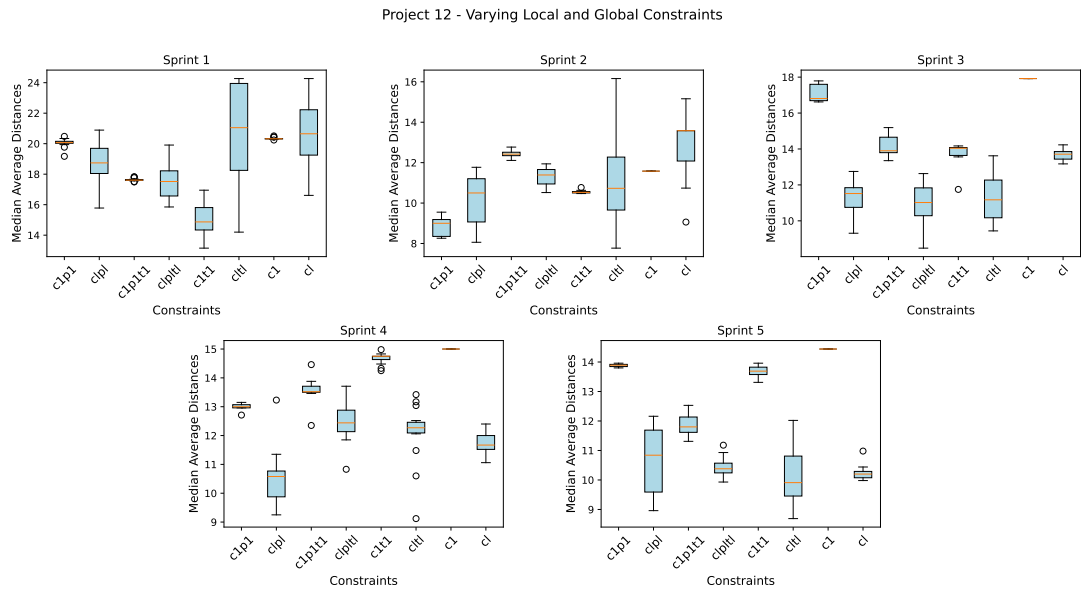 Project 12 - Varying Local and Global Constraints
Sprint 1
Median Average Distances
24
22
20
18
16
14
c1p1
clpl
c1p1t1
clpltl
c1t1
cltl
c1
cl
Constraints
Sprint 2
Median Average Distances
16
14
12
10
8
c1p1
clpl
c1p1t1
clpltl
c1t1
cltl
c1
cl
Constraints
Sprint 3
Median Average Distances
18
16
14
12
10
c1p1
clpl
c1p1t1
clpltl
c1t1
cltl
c1
cl
Constraints
Sprint 4
Median Average Distances
15
14
13
12
11
10
9
c1p1
clpl
c1p1t1
clpltl
c1t1
cltl
c1
cl
Constraints
Sprint 5
Median Average Distances
14
13
12
11
10
9
c1p1
clpl
c1p1t1
clpltl
c1t1
cltl
c1
cl
Constraints